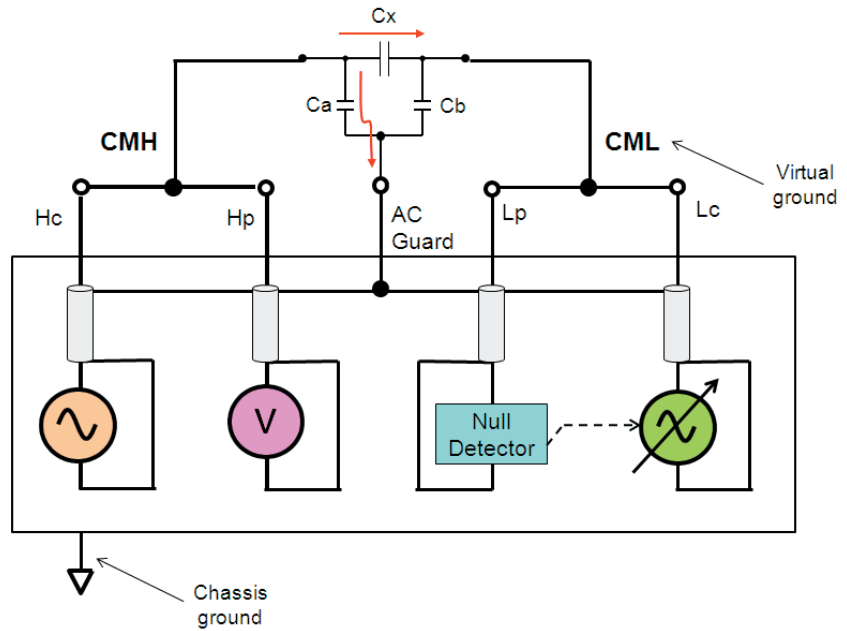 Cx
Ca
Cb
CMH
CML
Virtual
ground
Hc
Hp
AC
Guard
Lp
Lc
V
Null
Detector
Chassis
ground